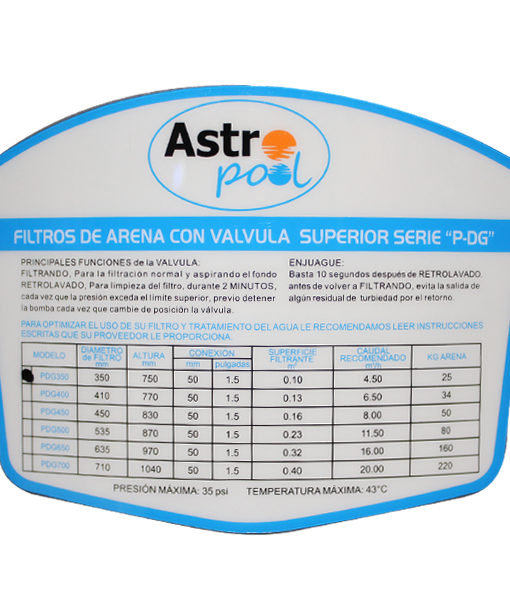 Astro
pool
FILTROS DE ARENA CON VALVULA SUPERIOR SERIE "P-DG"
PRINCIPALES FUNCIONES de la VALVULA:
FILTRANDO, Para la filtración normal y aspirando el fondo
RETROLAVADO, Para limpieza del filtro, durante 2 MINUTOS,
cada vez que la presión exceda el límite superior, previo detener
la bomba cada vez que cambie de posición la válvula.
ENJUAGUE:
Basta 10 segundos después de RETROLAVADO,
antes de volver a FILTRANDO, evita la salida de
algún residual de turbiedad por el retorno.
PARA OPTIMIZAR EL USO DE SU FILTRO Y TRATAMIENTO DEL AGUA LE RECOMENDAMOS LEER INSTRUCCIONES
ESCRITAS QUE SU PROVEEDOR LE PROPORCIONA.
MODELO DIAMETRO de FILTRO mm ALTURA mm CONEXION mm pulgadas SUPERFICIE FILTRANTE m² CAUDAL RECOMENDADO m³/h KG ARENA
PDG350 350 750 50 1.5 0.10 4.50 25
PDG400 410 770 50 1.5 0.13 6.50 34
PDG450 450 830 50 1.5 0.16 8.00 50
PDG500 535 870 50 1.5 0.23 11.50 80
PDG650 635 970 50 1.5 0.32 16.00 160
PDG700 710 1040 50 1.5 0.40 20.00 220
PRESIÓN MÁXIMA: 35 psi TEMPERATURA MÁXIMA: 43°C